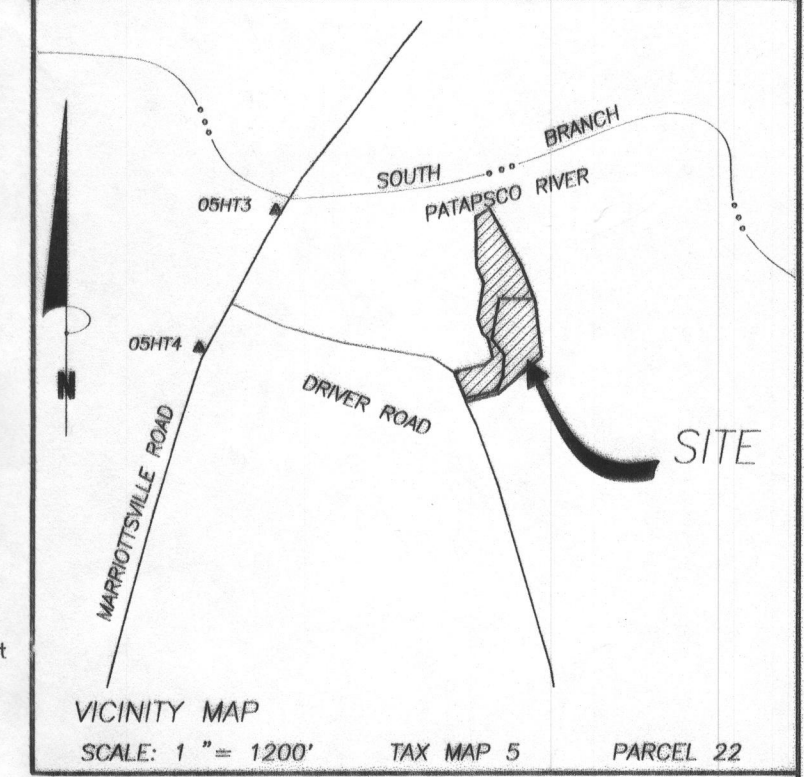 BRANCH
SOUTH
PATAPSCO RIVER
05HT3
05HT4
N
DRIVER ROAD
SITE
MARRIOTTSVILLE ROAD
t
VICINITY MAP
SCALE: 1 "= 1200' TAX MAP 5 PARCEL 22